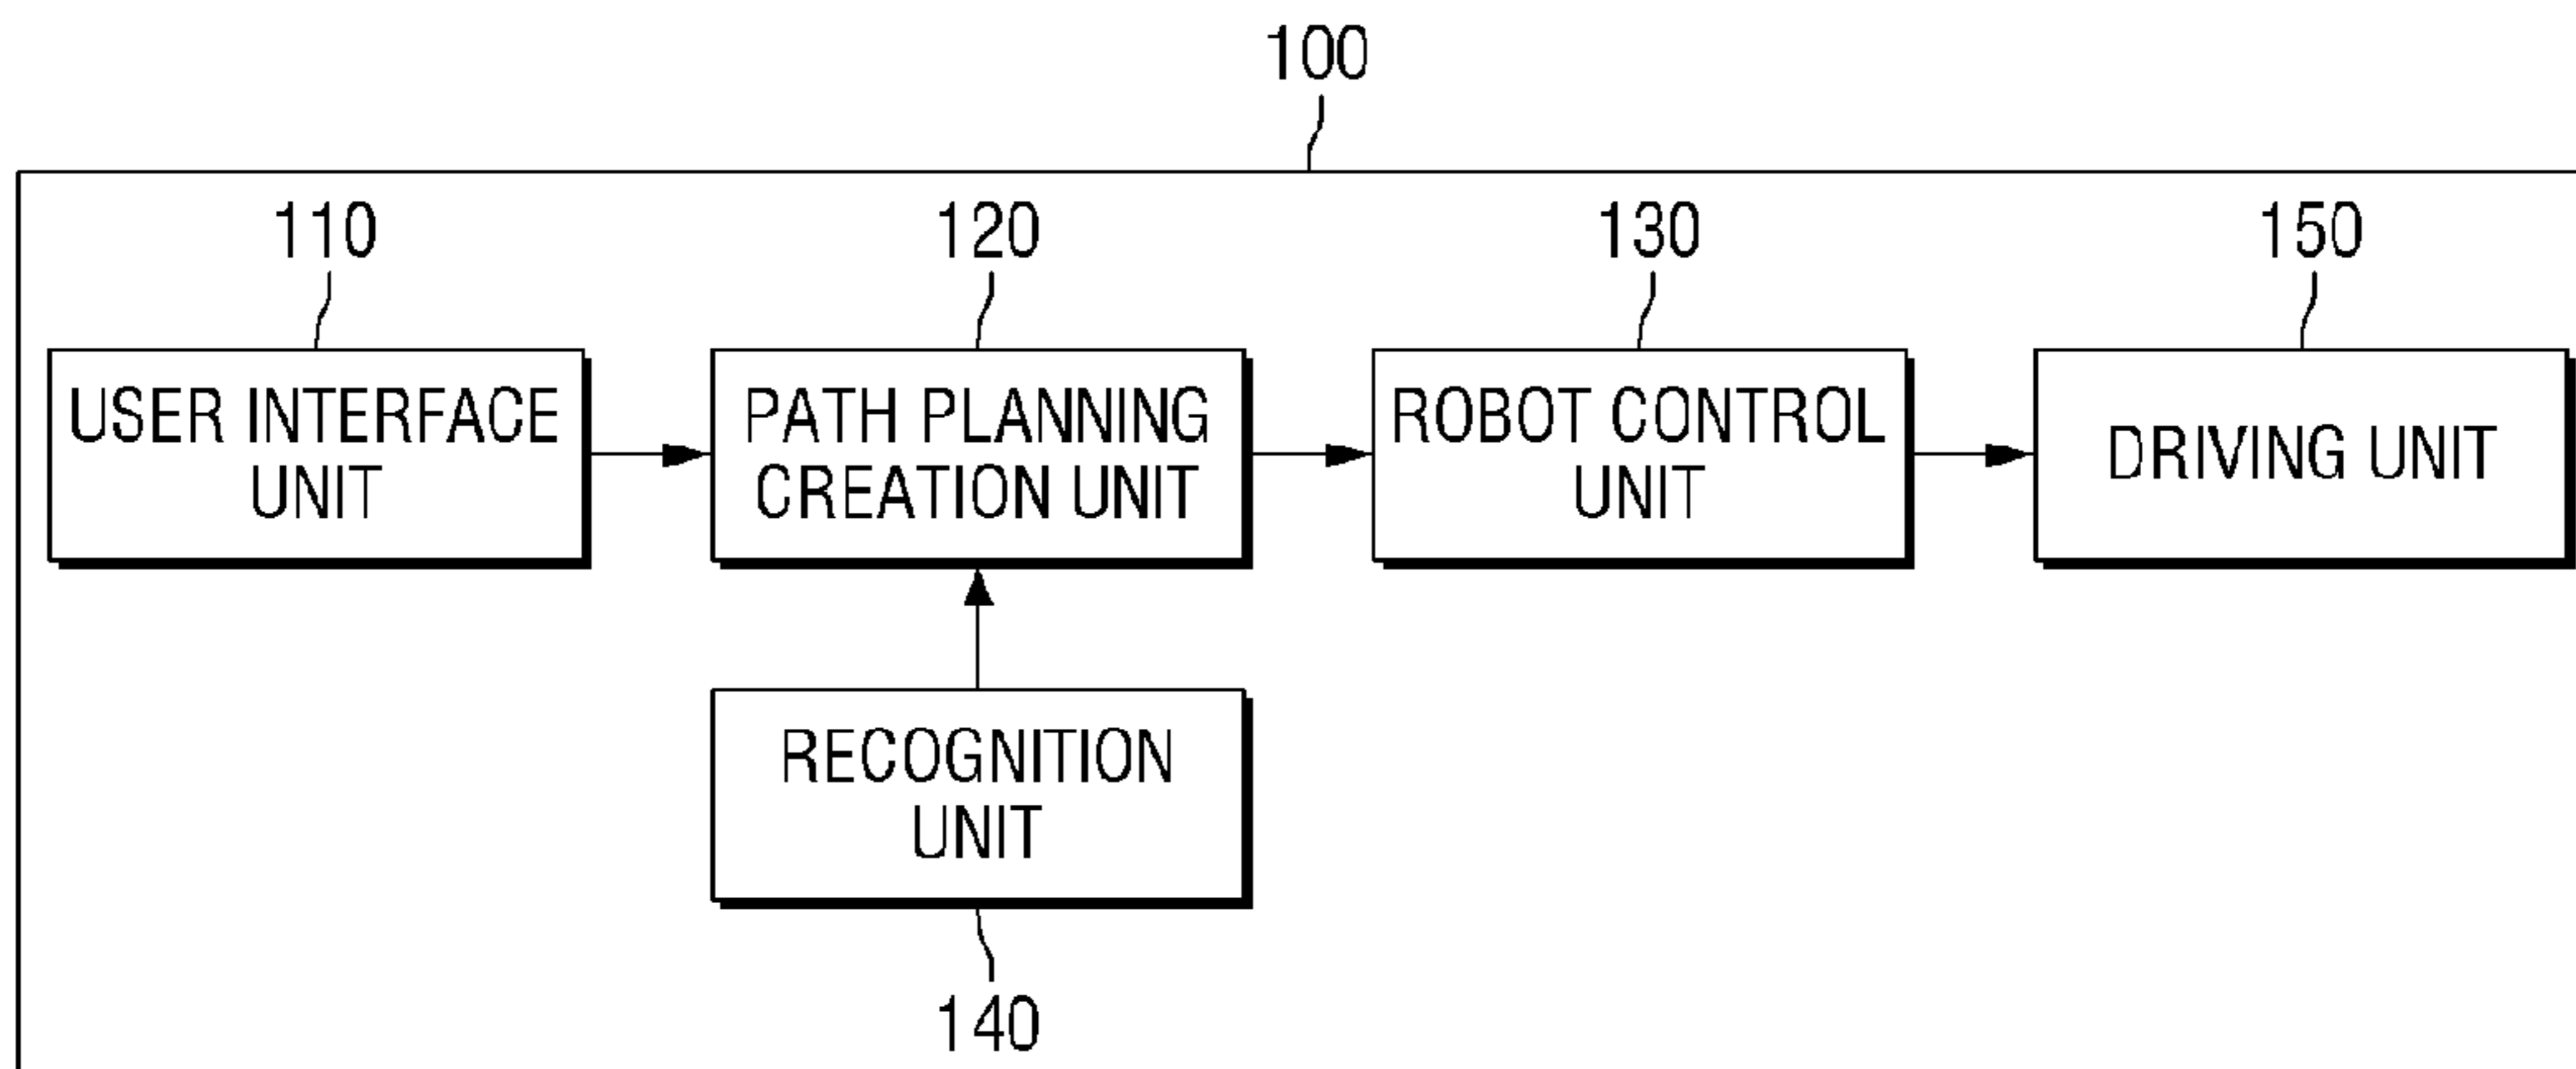 100
110
120
130
150
USER INTERFACE
UNIT
PATH PLANNING
CREATION UNIT
ROBOT CONTROL
UNIT
DRIVING UNIT
RECOGNITION
UNIT
140